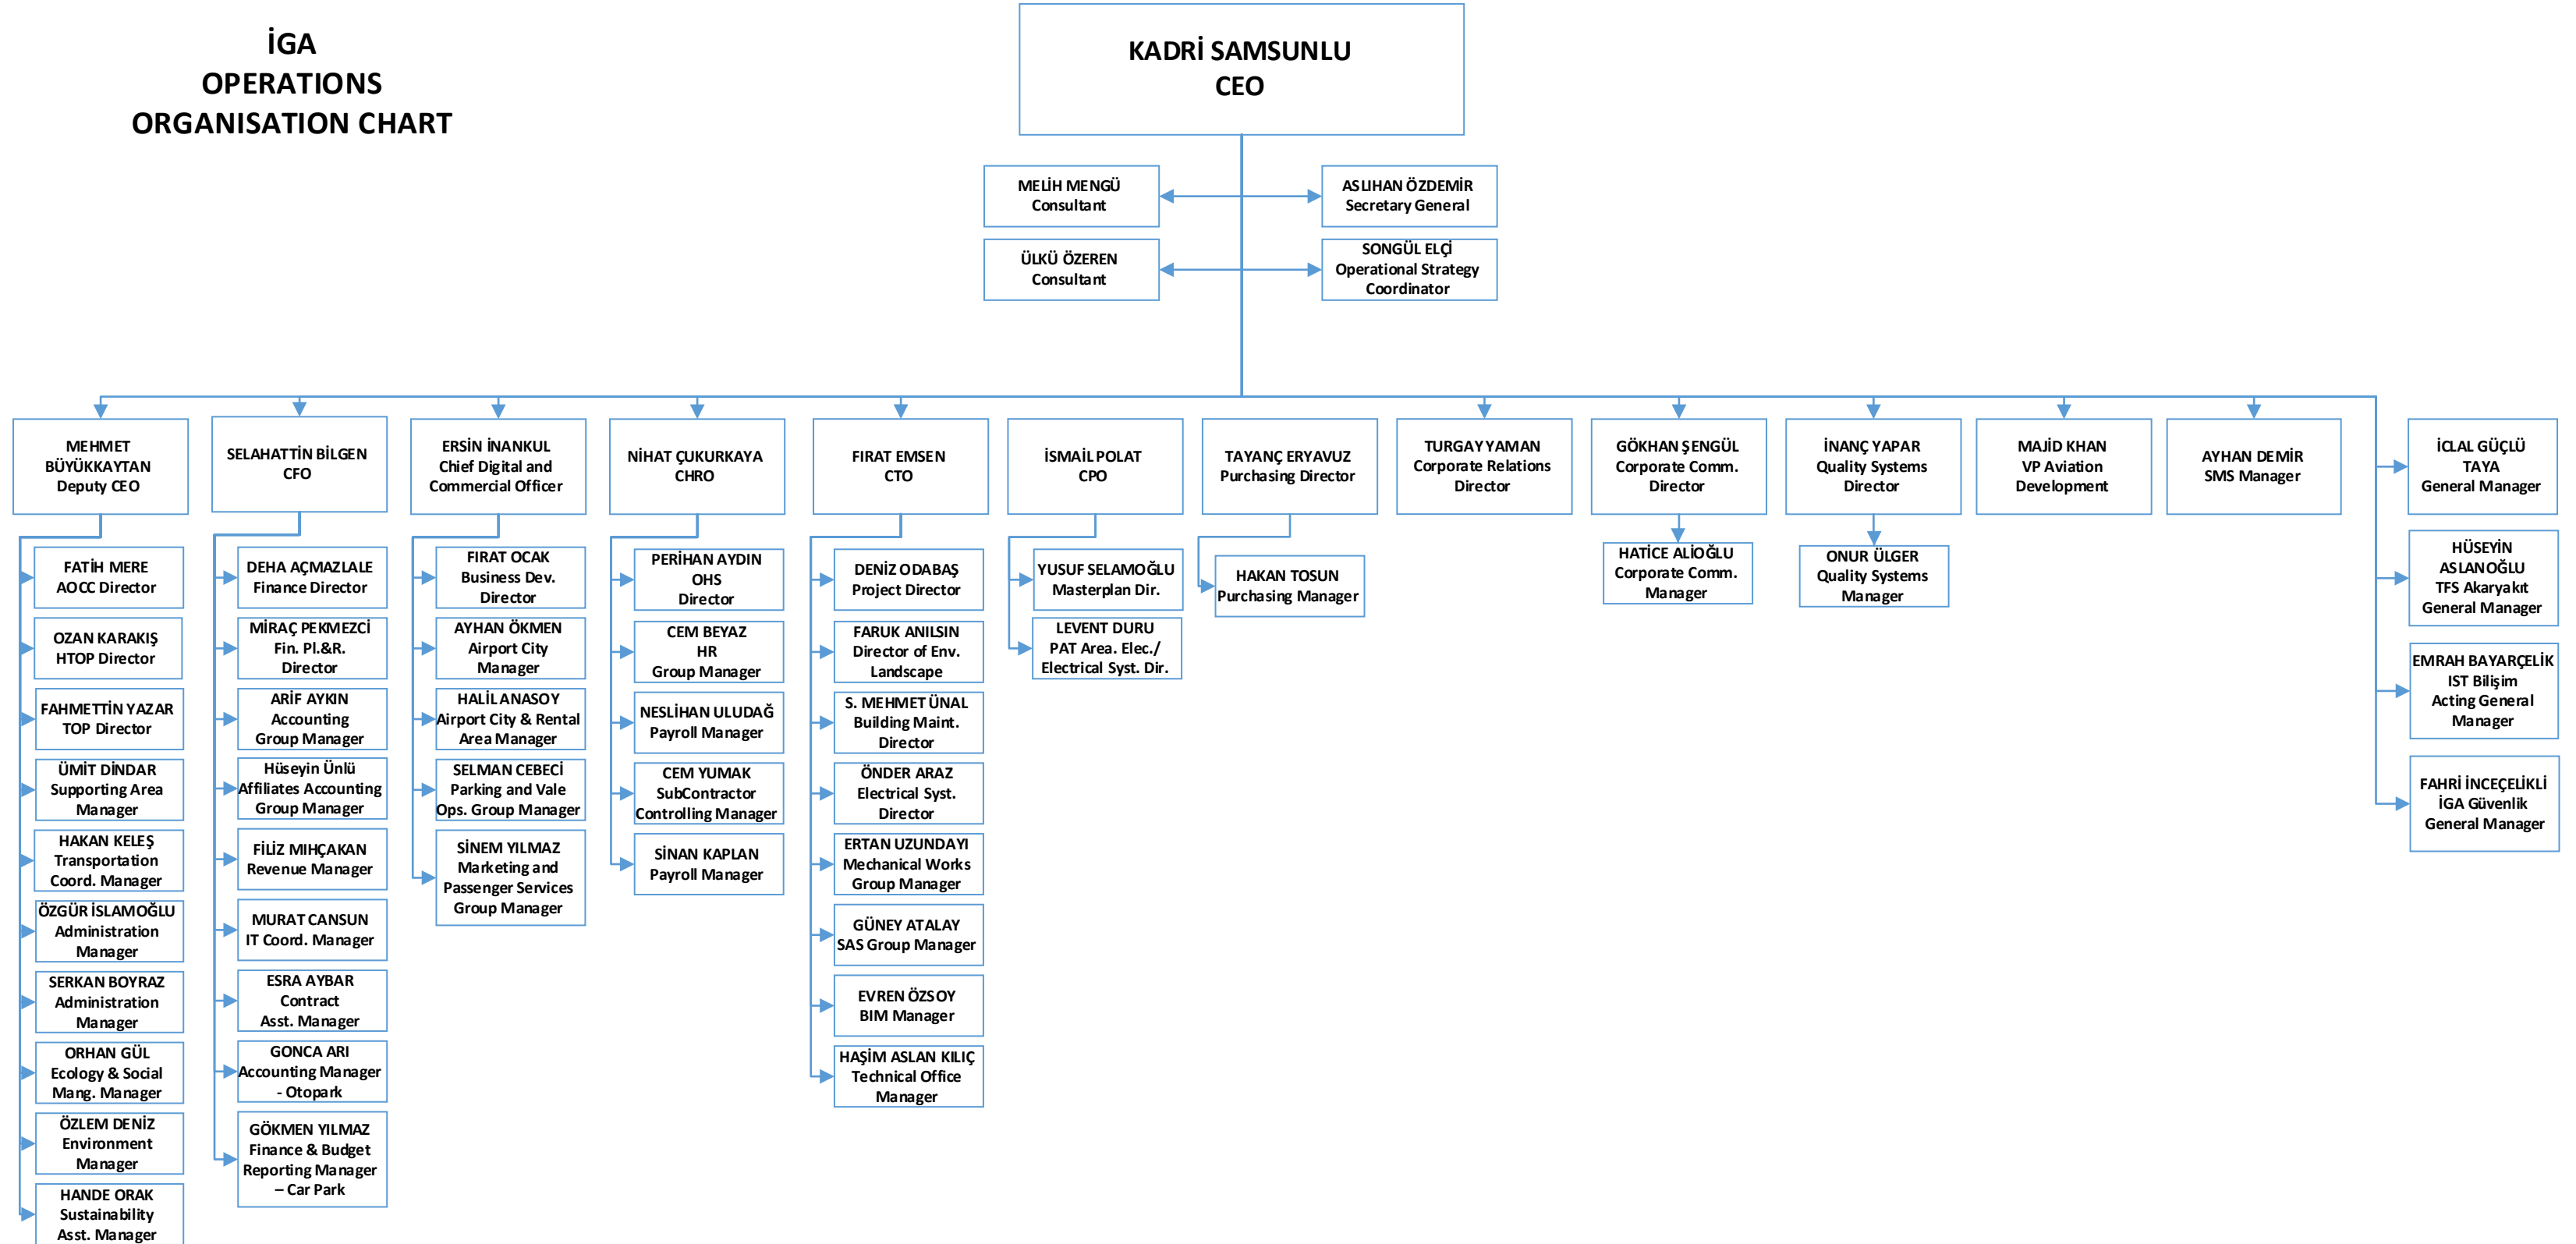 İGA
OPERATIONS
ORGANISATION CHART
KADRİ SAMSUNLU
CEO
MELİH MENGÜ
Consultant
ASLIHAN ÖZDEMİR
Secretary General
ÜLKÜ ÖZEREN
Consultant
SONGÜL ELÇİ
Operational Strategy
Coordinator
MEHMET
BÜYÜKKAYTAN
Deputy CEO
FATİH MERE
AOCC Director
OZAN KARAKIŞ
HTOP Director
FAHMETTİN YAZAR
TOP Director
ÜMİT DİNDAR
Supporting Area
Manager
HAKAN KELEŞ
Transportation
Coord. Manager
ÖZGÜR İSLAMOĞLU
Administration
Manager
SERKAN BOYRAZ
Administration
Manager
ORHAN GÜL
Ecology & Social
Mang. Manager
ÖZLEM DENİZ
Environment
Manager
HANDE ORAK
Sustainability
Asst. Manager
SELAHATTİN BİLGEN
CFO
DEHA AÇMAZLALE
Finance Director
MİRAÇ PEKMEZCİ
Fin. Pl.&R.
Director
ARİF AYKIN
Accounting
Group Manager
Hüseyin Ünlü
Affiliates Accounting
Group Manager
FİLİZ MIHÇAKAN
Revenue Manager
MURAT CANSUN
IT Coord. Manager
ESRA AYBAR
Contract
Asst. Manager
GONCA ARI
Accounting Manager
- Otopark
GÖKMEN YILMAZ
Finance & Budget
Reporting Manager
– Car Park
ERSİN İNANKUL
Chief Digital and
Commercial Officer
FIRAT OCAK
Business Dev.
Director
AYHAN ÖKMEN
Airport City
Manager
HALİL ANASOY
Airport City & Rental
Area Manager
SELMAN CEBECİ
Parking and Vale
Ops. Group Manager
SİNEM YILMAZ
Marketing and
Passenger Services
Group Manager
NİHAT ÇUKURKAYA
CHRO
PERİHAN AYDIN
OHS
Director
CEM BEYAZ
HR
Group Manager
NESLİHAN ULUDAĞ
Payroll Manager
CEM YUMAK
SubContractor
Controlling Manager
SİNAN KAPLAN
Payroll Manager
FIRAT EMSEN
CTO
DENİZ ODABAŞ
Project Director
FARUK ANILSIN
Director of Env.
Landscape
S. MEHMET ÜNAL
Building Maint.
Director
ÖNDER ARAZ
Electrical Syst.
Director
ERTAN UZUNDAYI
Mechanical Works
Group Manager
GÜNEY ATALAY
SAS Group Manager
EVREN ÖZSOY
BIM Manager
HAŞİM ASLAN KILIÇ
Technical Office
Manager
İSMAİL POLAT
CPO
YUSUF SELAMOĞLU
Masterplan Dir.
LEVENT DURU
PAT Area. Elec./
Electrical Syst. Dir.
TAYANÇ ERYAVUZ
Purchasing Director
HAKAN TOSUN
Purchasing Manager
TURGAY YAMAN
Corporate Relations
Director
GÖKHAN ŞENGÜL
Corporate Comm.
Director
HATİCE ALİOĞLU
Corporate Comm.
Manager
İNANÇ YAPAR
Quality Systems
Director
ONUR ÜLGER
Quality Systems
Manager
MAJİD KHAN
VP Aviation
Development
AYHAN DEMİR
SMS Manager
İCLAL GÜÇLÜ
TAYA
General Manager
HÜSEYİN
ASLANOĞLU
TFS Akaryakıt
General Manager
EMRAH BAYARÇELİK
IST Bilişim
Acting General
Manager
FAHRİ İNCEÇELİKLİ
İGA Güvenlik
General Manager